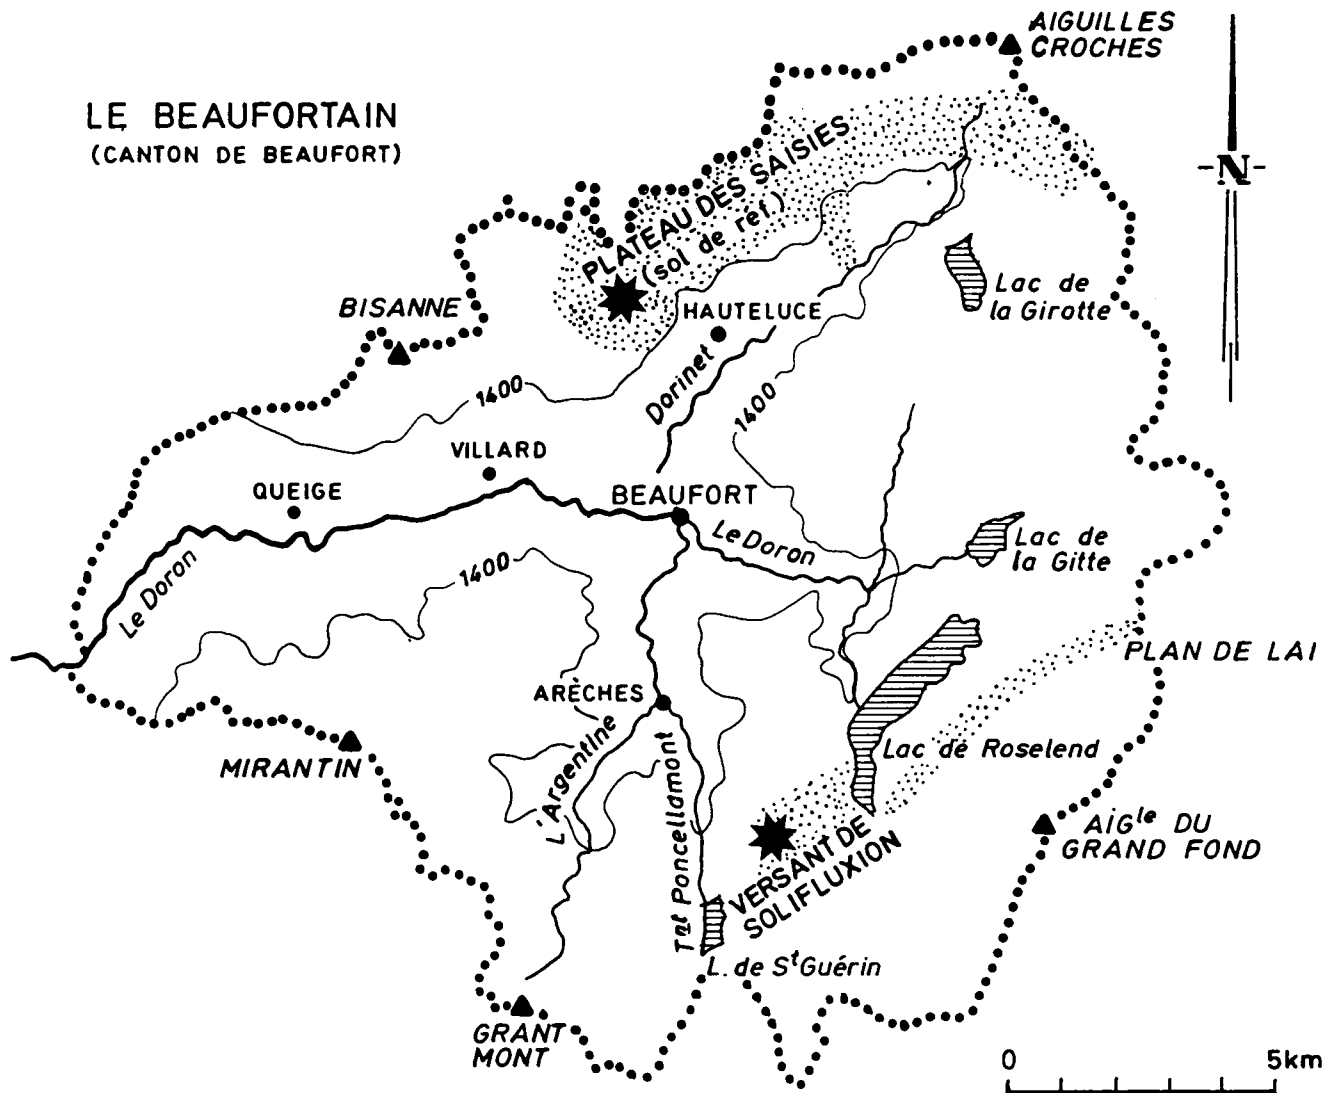 AIGUILLES
CROCHES
LE BEAUFORTAIN
(CANTON DE BEAUFORT)
-N-
PLATEAU DES SAISIES
(sol de réf.)
Lac de
la Girotte
BISANNE
HAUTELUCE
Dorinet
1400
1400
VILLARD
QUEIGE
BEAUFORT
Le Doron
Lac de
la Gitte
Le Doron
1400
PLAN DE LAI
ARÈCHES
L'Argentine
Tnt Poncellamont
Lac de Roselend
MIRANTIN
AIGle DU
GRAND FOND
VERSANT DE
SOLIFLUXION
L. de St Guérin
GRANT
MONT
0 5km